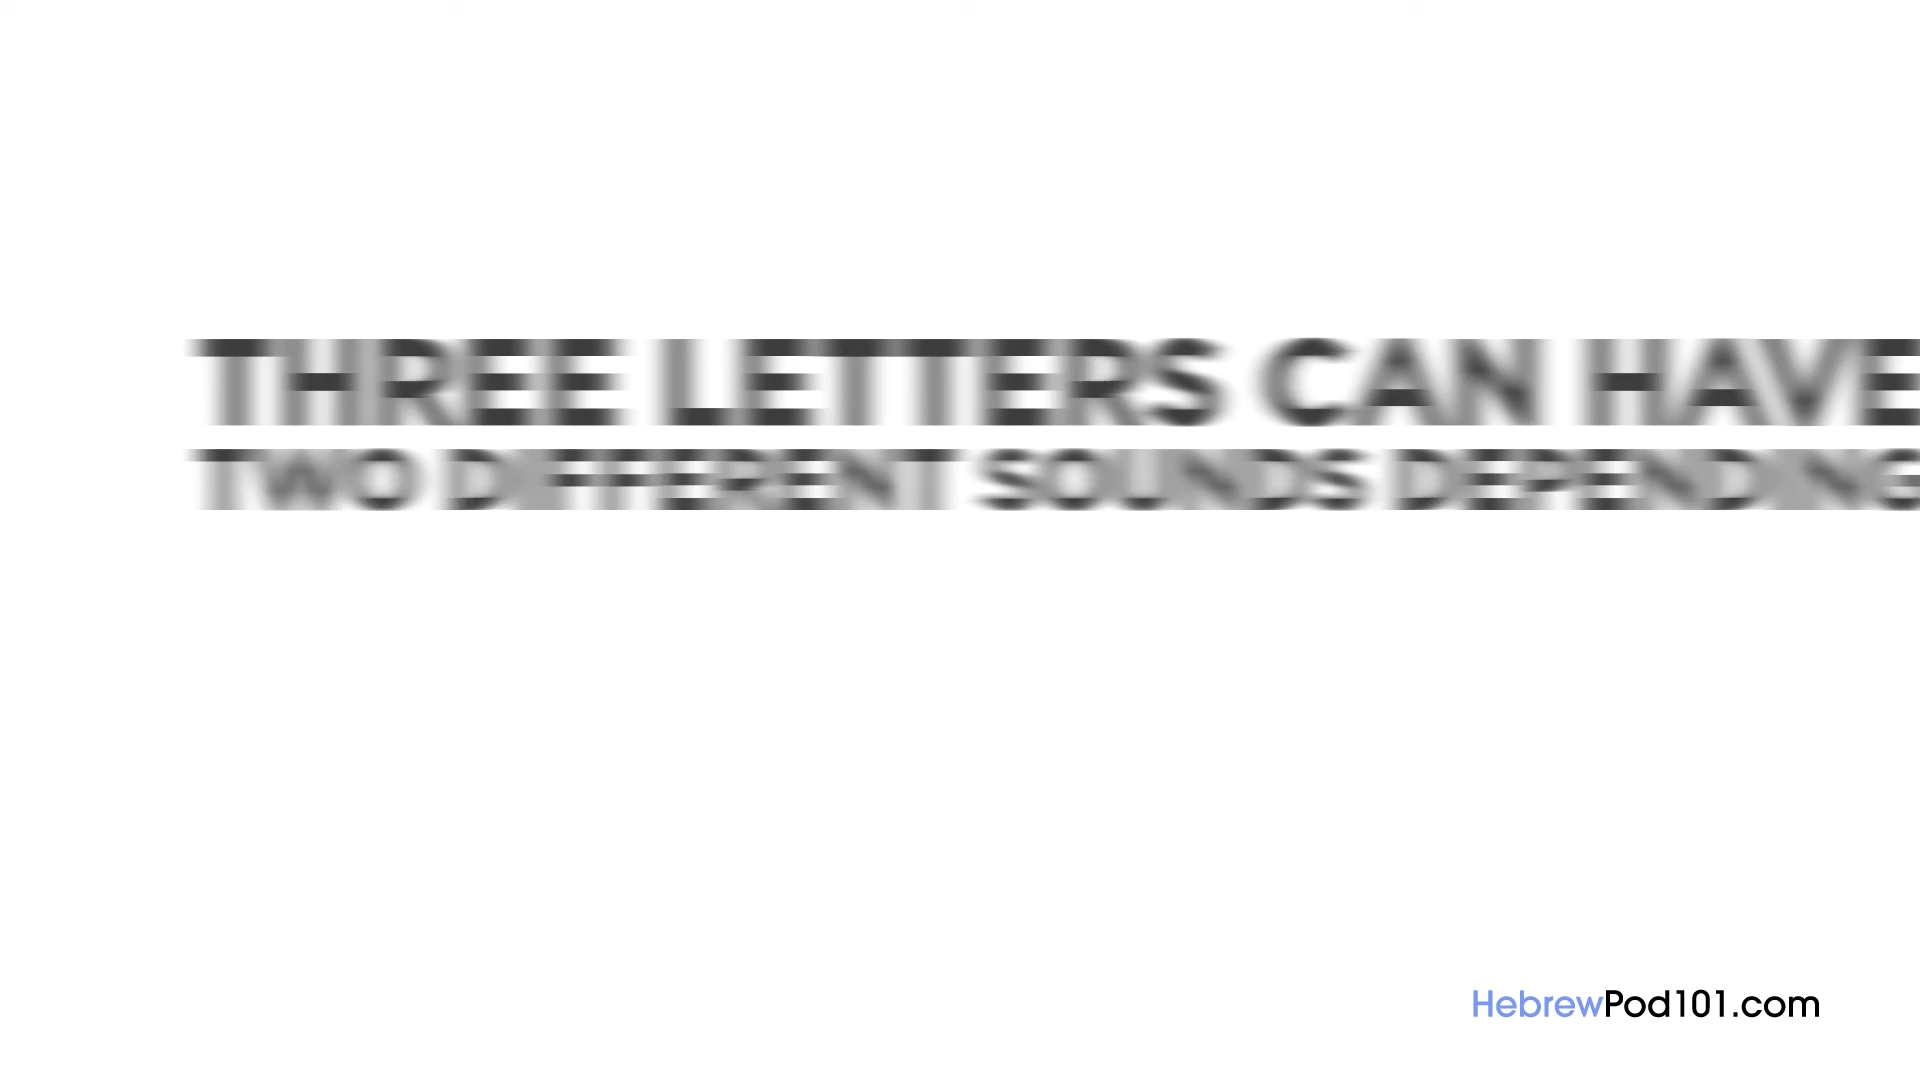 THREE LETTERS CAN HAVE
TWO DIFFERENT SOUNDS DEPENDING
HebrewPod101.com